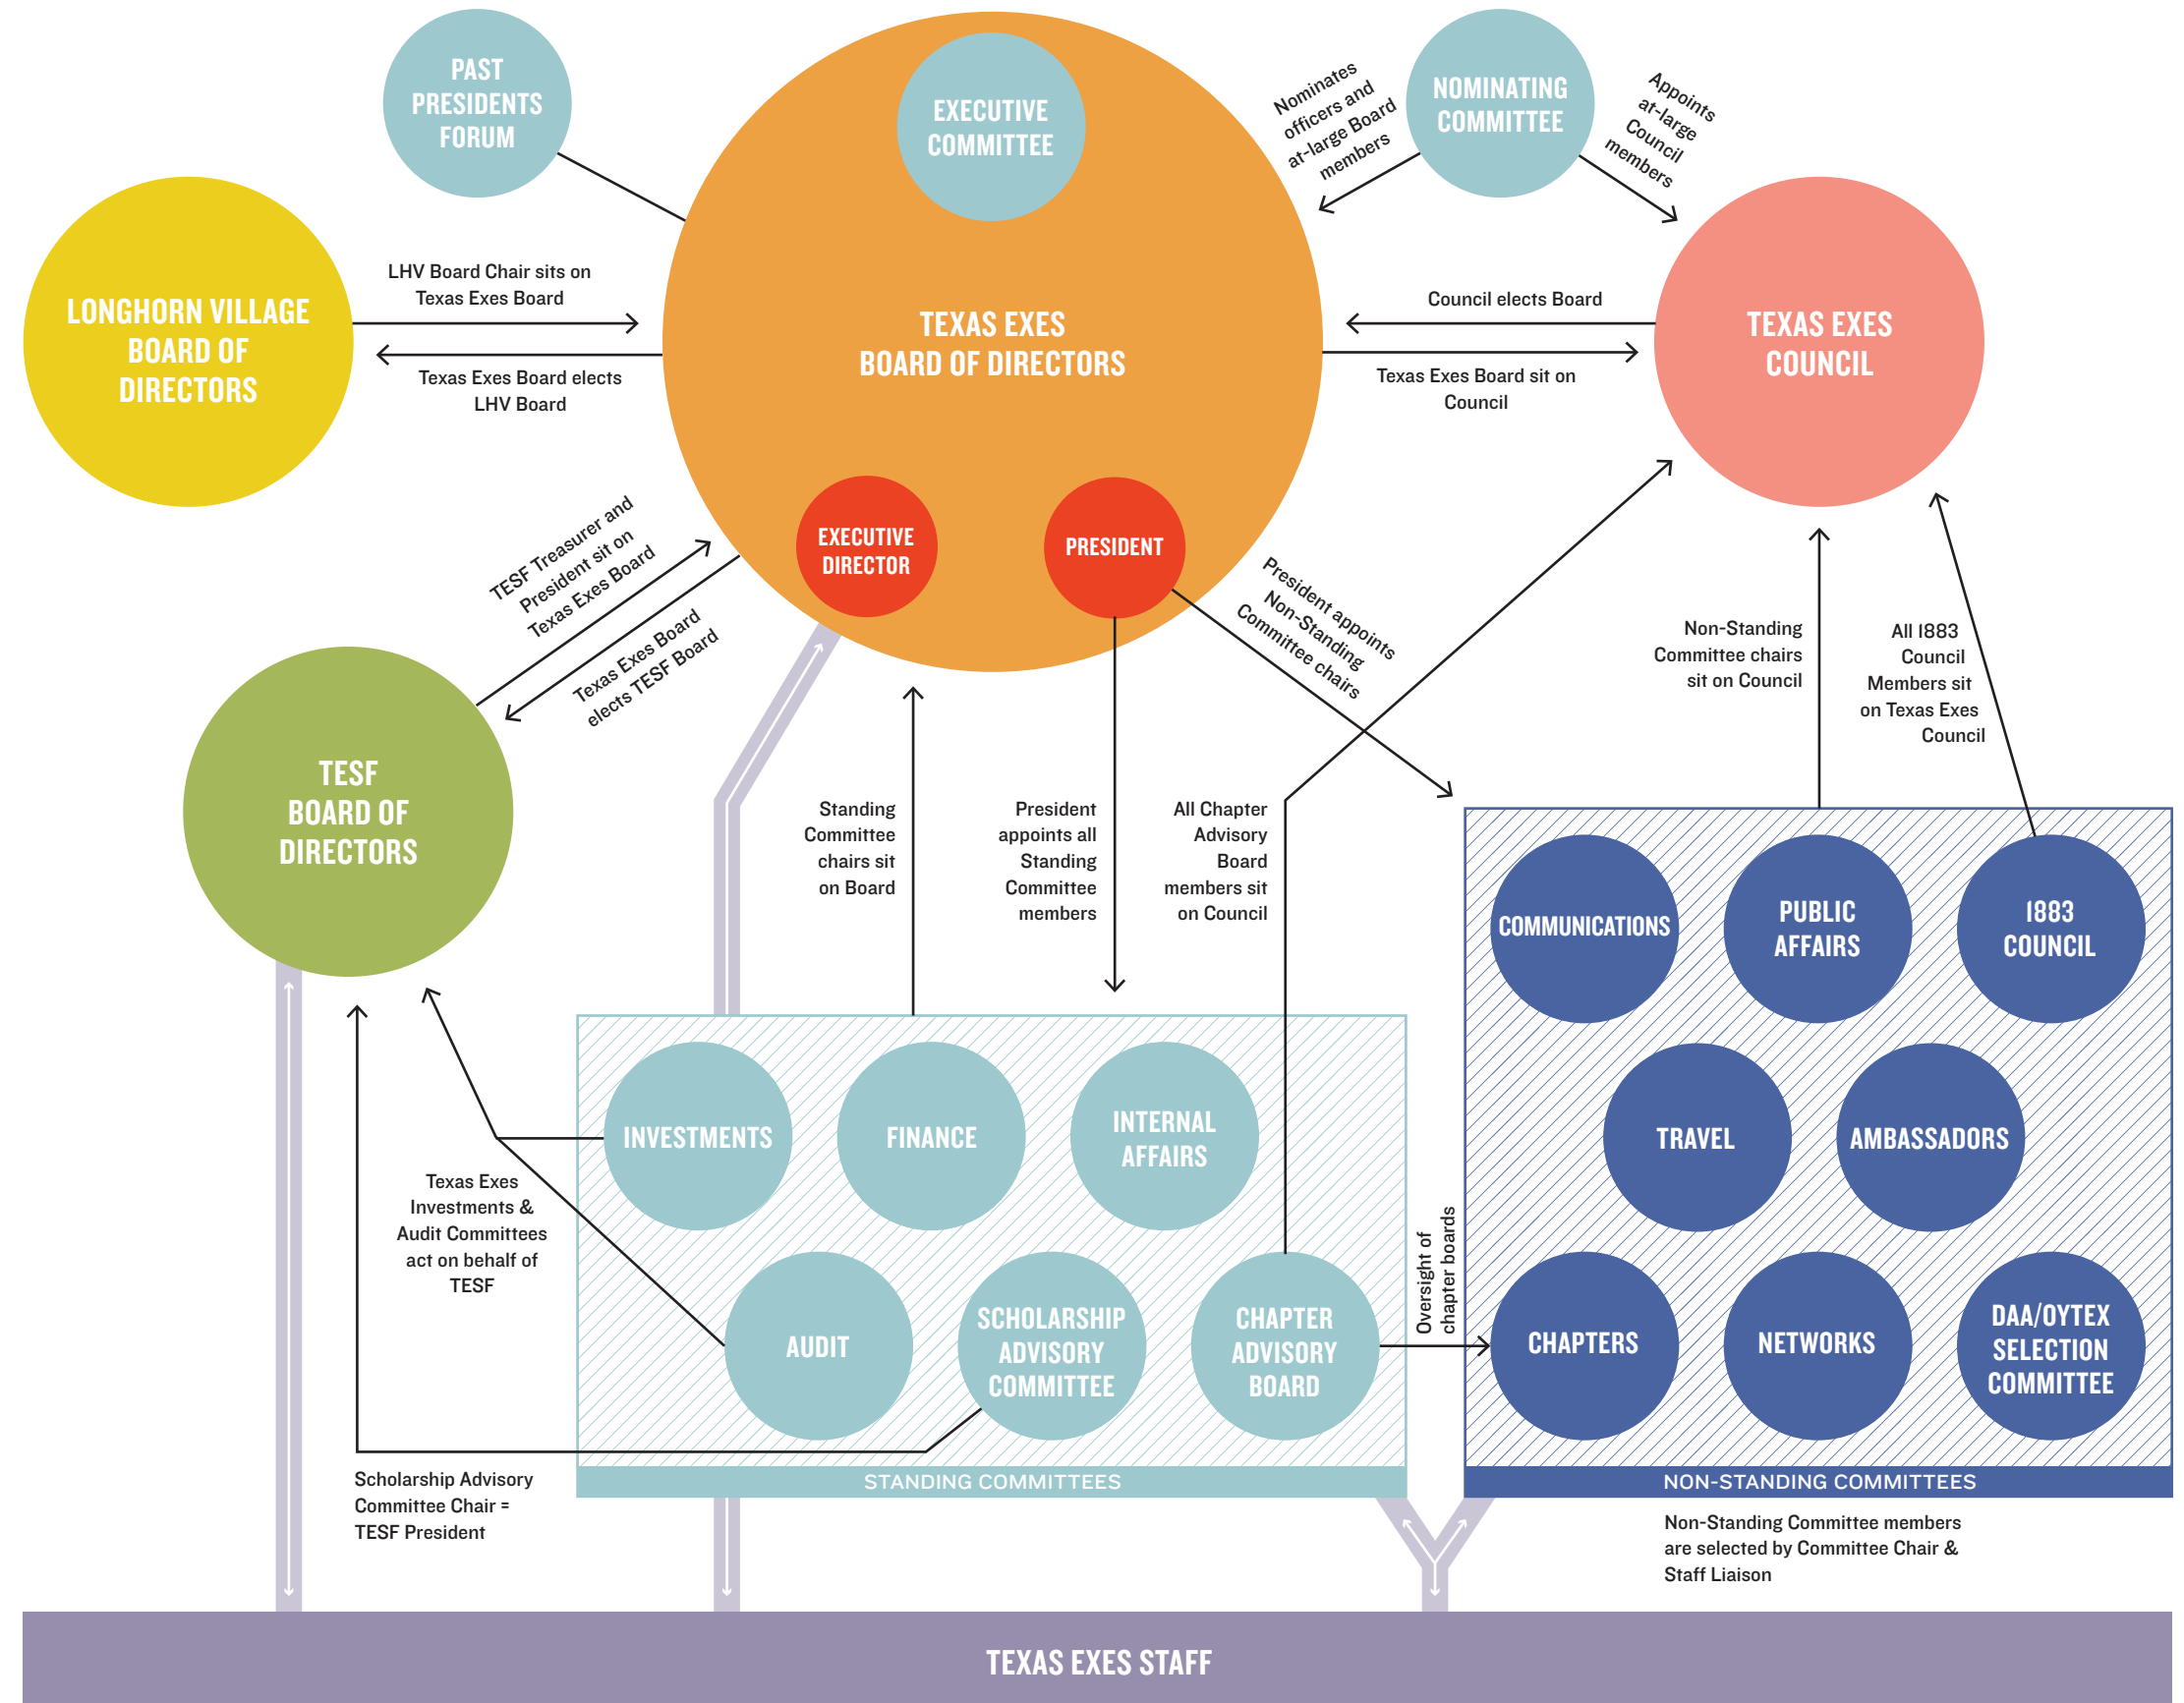 PAST
PRESIDENTS
FORUM
EXECUTIVE
COMMITTEE
Nominates
officers and
at-large Board
members
NOMINATING
COMMITTEE
Appoints
at-large
Council
members
LONGHORN VILLAGE
BOARD OF
DIRECTORS
LHV Board Chair sits on
Texas Exes Board
Texas Exes Board elects
LHV Board
TEXAS EXES
BOARD OF DIRECTORS
Council elects Board
Texas Exes Board sit on
Council
TEXAS EXES
COUNCIL
EXECUTIVE
DIRECTOR
PRESIDENT
TESF Treasurer and
President sit on
Texas Exes Board
Texas Exes Board
elects TESF Board
President appoints
Non-Standing
Committee chairs
Non-Standing
Committee chairs
sit on Council
All 1883
Council
Members sit
on Texas Exes
Council
TESF
BOARD OF
DIRECTORS
Standing
Committee
chairs sit
on Board
President
appoints all
Standing
Committee
members
All Chapter
Advisory
Board
members sit
on Council
COMMUNICATIONS
PUBLIC
AFFAIRS
1883
COUNCIL
INVESTMENTS
FINANCE
INTERNAL
AFFAIRS
TRAVEL
AMBASSADORS
Texas Exes
Investments &
Audit Committees
act on behalf of
TESF
AUDIT
SCHOLARSHIP
ADVISORY
COMMITTEE
CHAPTER
ADVISORY
BOARD
Oversight of
chapter boards
CHAPTERS
NETWORKS
DAA/OYTEX
SELECTION
COMMITTEE
STANDING COMMITTEES
NON-STANDING COMMITTEES
Scholarship Advisory
Committee Chair =
TESF President
Non-Standing Committee members
are selected by Committee Chair &
Staff Liaison
TEXAS EXES STAFF